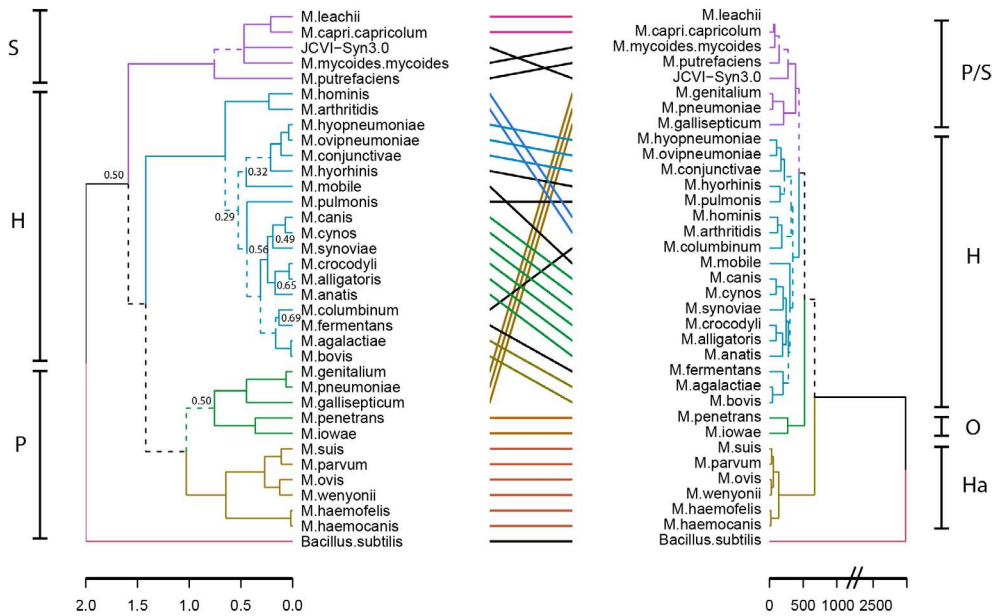 S
H
P
M.leachii
M.capri.capricolum
JCVI−Syn3.0
M.mycoides.mycoides
M.putrefaciens
M.hominis
M.arthritidis
M.hyopneumoniae
M.ovipneumoniae
M.conjunctivae
M.hyorhinis
M.mobile
M.pulmonis
M.canis
M.cynos
M.synoviae
M.crocodyli
M.alligatoris
M.anatis
M.columbinum
M.fermentans
M.agalactiae
M.bovis
M.genitalium
M.pneumoniae
M.gallisepticum
M.penetrans
M.iowae
M.suis
M.parvum
M.ovis
M.wenyonii
M.haemofelis
M.haemocanis
Bacillus.subtilis
0.50
0.32
0.29
0.56
0.49
0.65
0.69
0.50
2.0 1.5 1.0 0.5 0.0
M.leachii
M.capri.capricolum
M.mycoides.mycoides
M.putrefaciens
JCVI−Syn3.0
M.genitalium
M.pneumoniae
M.gallisepticum
M.hyopneumoniae
M.ovipneumoniae
M.conjunctivae
M.hyorhinis
M.pulmonis
M.hominis
M.arthritidis
M.columbinum
M.mobile
M.canis
M.cynos
M.synoviae
M.crocodyli
M.alligatoris
M.anatis
M.fermentans
M.agalactiae
M.bovis
M.penetrans
M.iowae
M.suis
M.parvum
M.ovis
M.wenyonii
M.haemofelis
M.haemocanis
Bacillus.subtilis
P/S
H
O
Ha
0 500 1000 2500